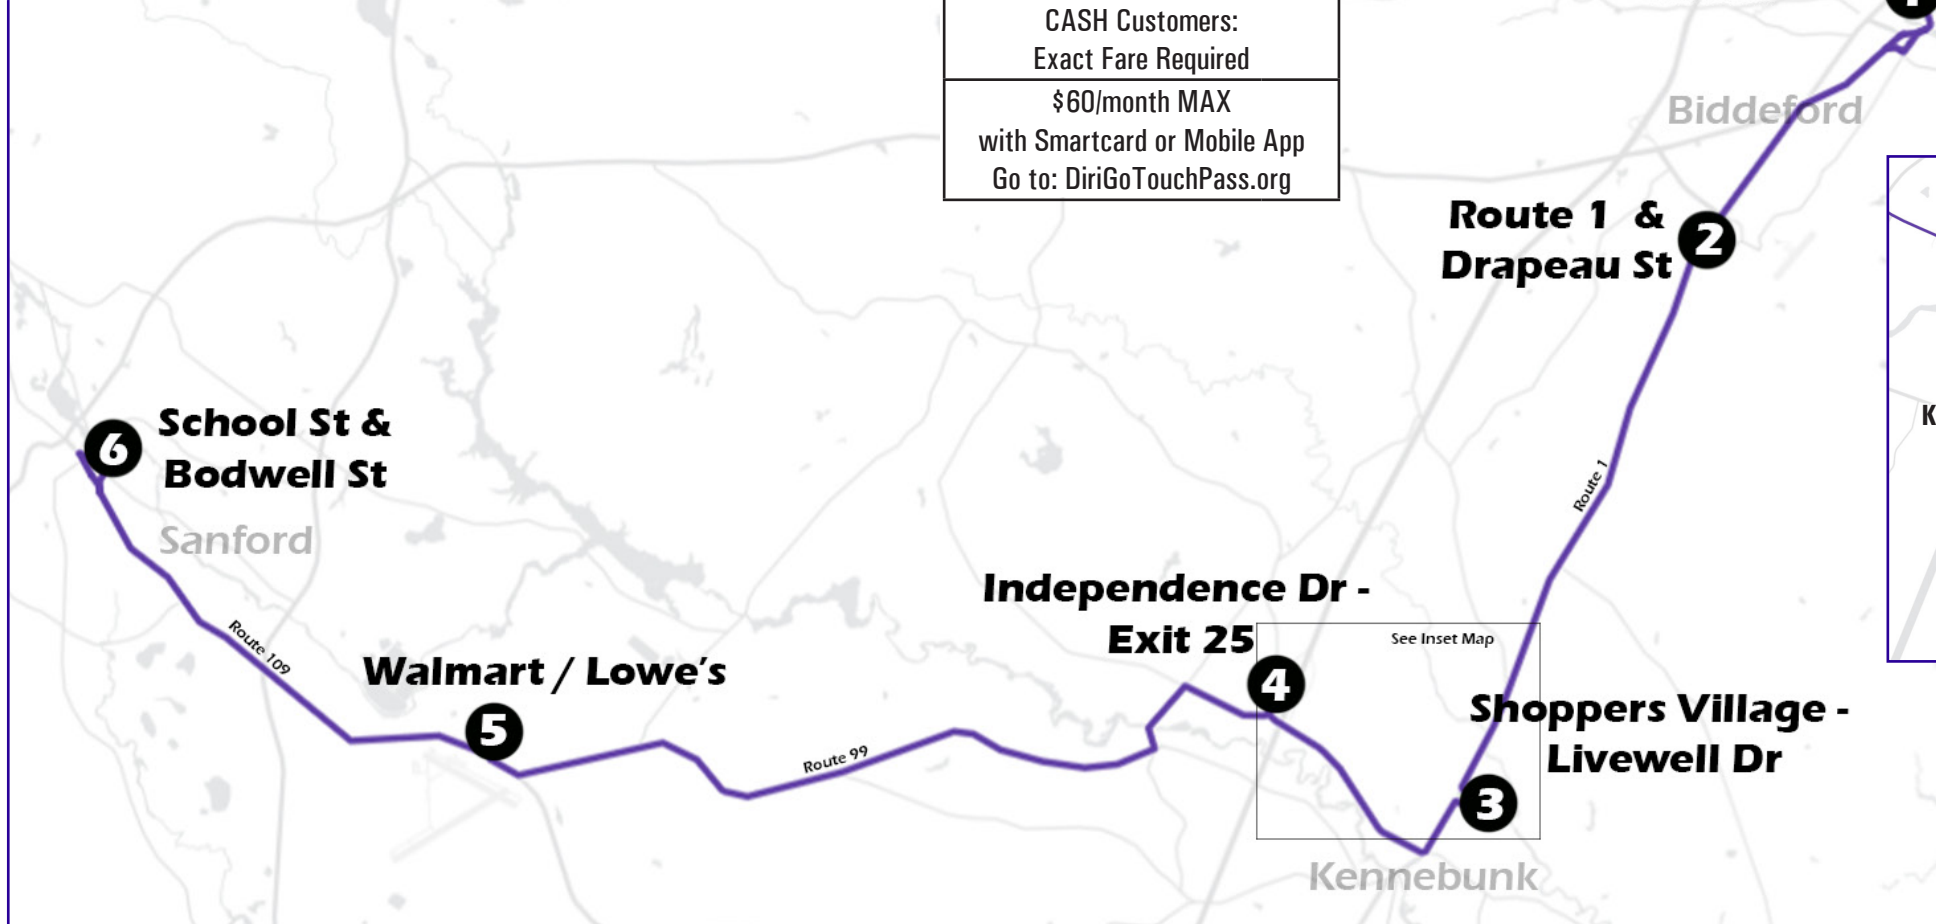 CASH Customers:
Exact Fare Required
$60/month MAX
with Smartcard or Mobile App
Go to: DiriGoTouchPass.org
Biddeford
Route 1 &
Drapeau St
2
6
School St &
Bodwell St
Sanford
K
Route 1
Independence Dr -
Exit 25
See Inset Map
Route 109
Walmart / Lowe's
4
5
Shoppers Village -
Livewell Dr
Route 99
3
Kennebunk